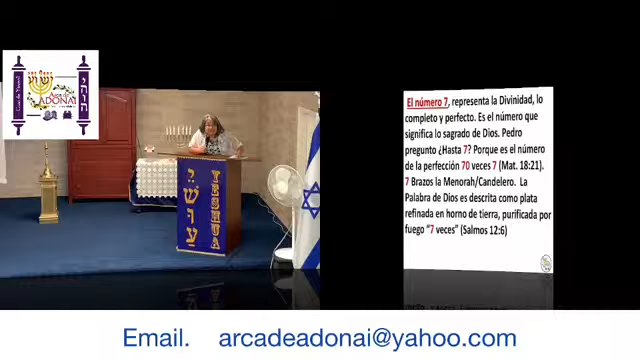 Arca de
ADONAI
יהוה
YESHUA
El número 7, representa la Divinidad, lo
completo y perfecto. Es el número que
significa lo sagrado de Dios. Pedro
pregunto ¿Hasta 7? Porque es el número
de la perfección 70 veces 7 (Mat. 18:21).
7 Brazos la Menorah/Candelero. La
Palabra de Dios es descrita como plata
refinada en horno de tierra, purificada por
fuego "7 veces" (Salmos 12:6)
Email. arcadeadonai@yahoo.com